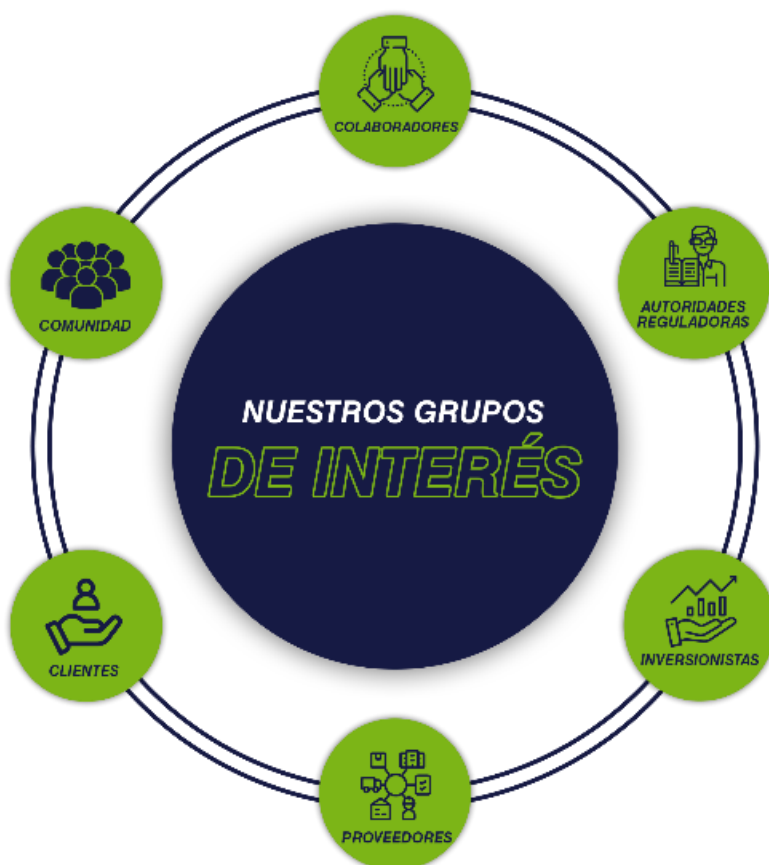 COLABORADORES
AUTORIDADES
REGULADORAS
INVERSIONISTAS
PROVEEDORES
CLIENTES
COMUNIDAD
NUESTROS GRUPOS
DE INTERÉS